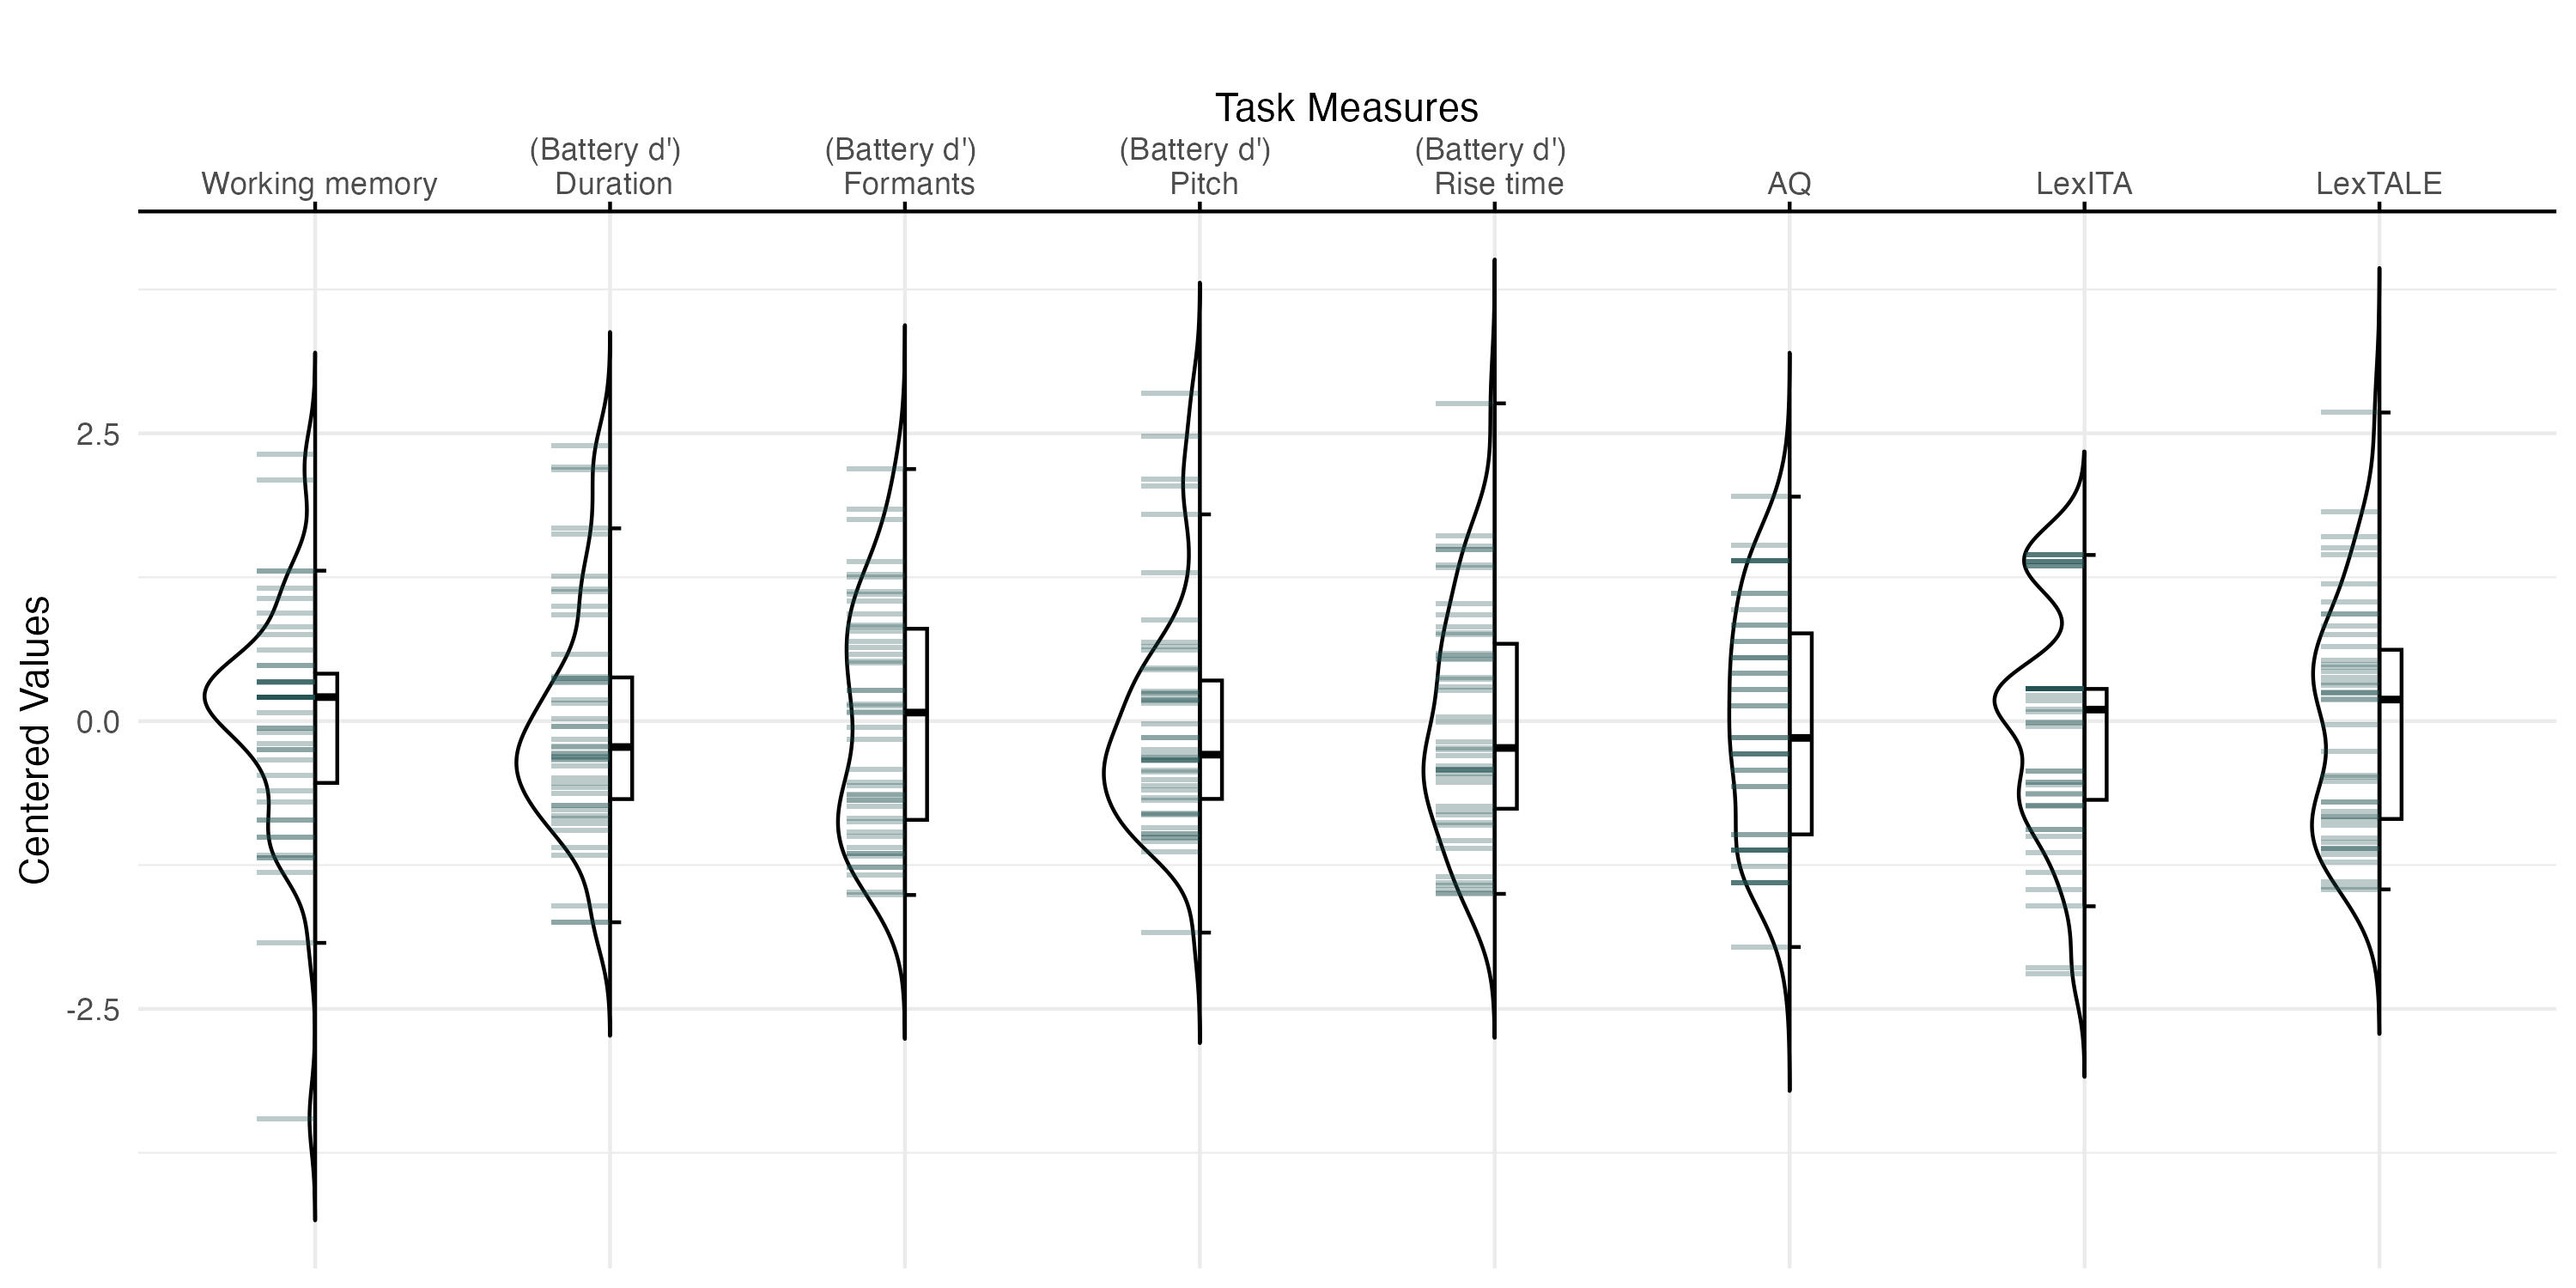 Task Measures
(Battery d') (Battery d') (Battery d') (Battery d')
Working memory Duration Formants Pitch Rise time AQ LexITA LexTALE
Centered Values
2.5
0.0
-2.5